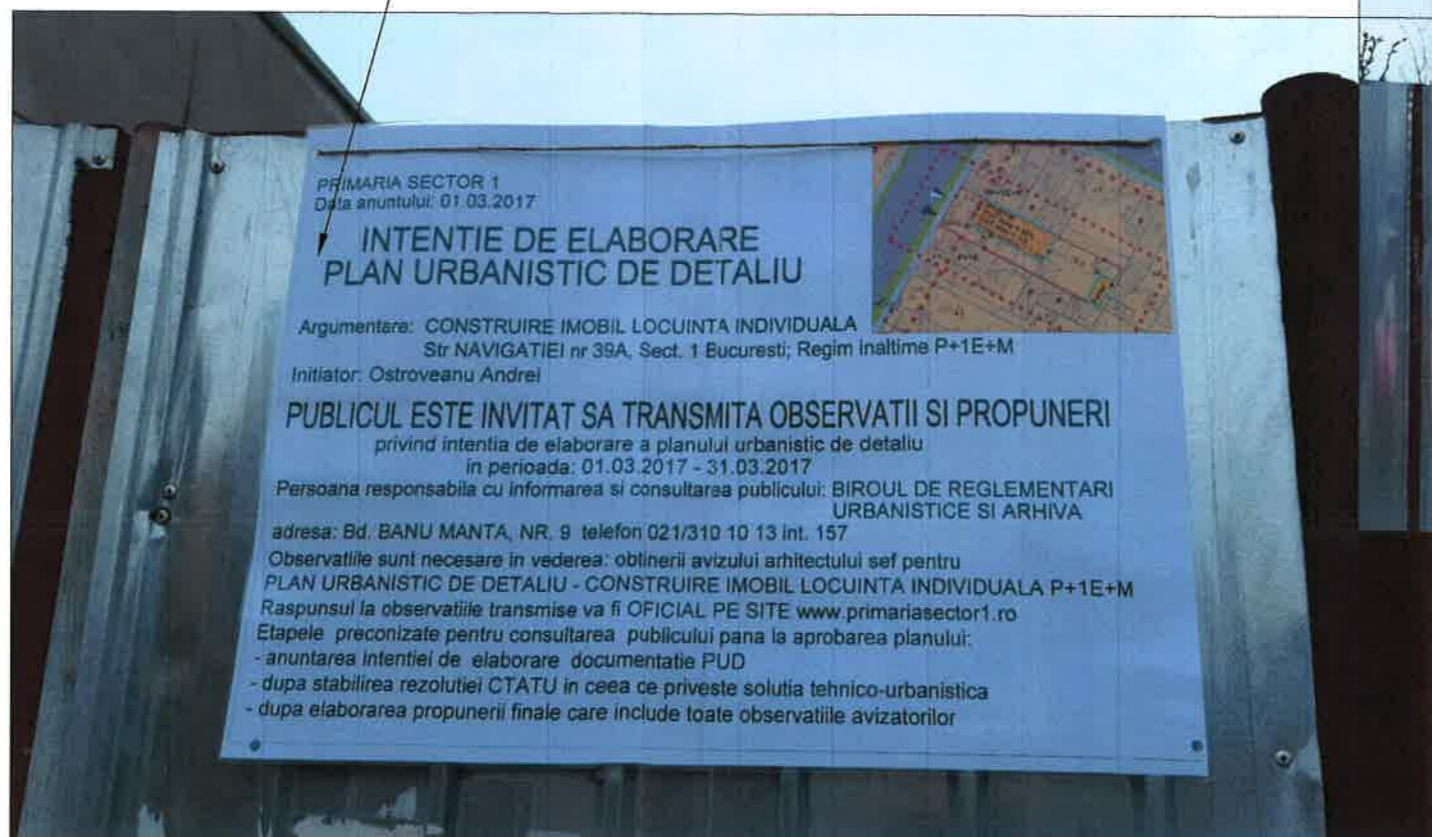 PRIMARIA SECTOR 1
Data anuntului: 01.03.2017
INTENTIE DE ELABORARE
PLAN URBANISTIC DE DETALIU
Argumentare: CONSTRUIRE IMOBIL LOCUINTA INDIVIDUALA
Str NAVIGATIEI nr 39A, Sect. 1 Bucuresti; Regim inaltime P+1E+M
Initiator: Ostroveanu Andrei
PUBLICUL ESTE INVITAT SA TRANSMITA OBSERVATII SI PROPUNERI
privind intentia de elaborare a planului urbanistic de detaliu
in perioada: 01.03.2017 - 31.03.2017
Persoana responsabila cu informarea si consultarea publicului: BIROUL DE REGLEMENTARI
URBANISTICE SI ARHIVA
adresa: Bd. BANU MANTA, NR. 9 telefon 021/310 10 13 int. 157
Observatiile sunt necesare in vederea: obtinerii avizului arhitectului sef pentru
PLAN URBANISTIC DE DETALIU - CONSTRUIRE IMOBIL LOCUINTA INDIVIDUALA P+1E+M
Raspunsul la observatiile transmise va fi OFICIAL PE SITE www.primariasector1.ro
Etapele preconizate pentru consultarea publicului pana la aprobarea planului:
- anuntarea intentiei de elaborare documentatie PUD
- dupa stabilirea rezolutiei CTATU in ceea ce priveste solutia tehnico-urbanistica
- dupa elaborarea propunerii finale care include toate observatiile avizatorilor